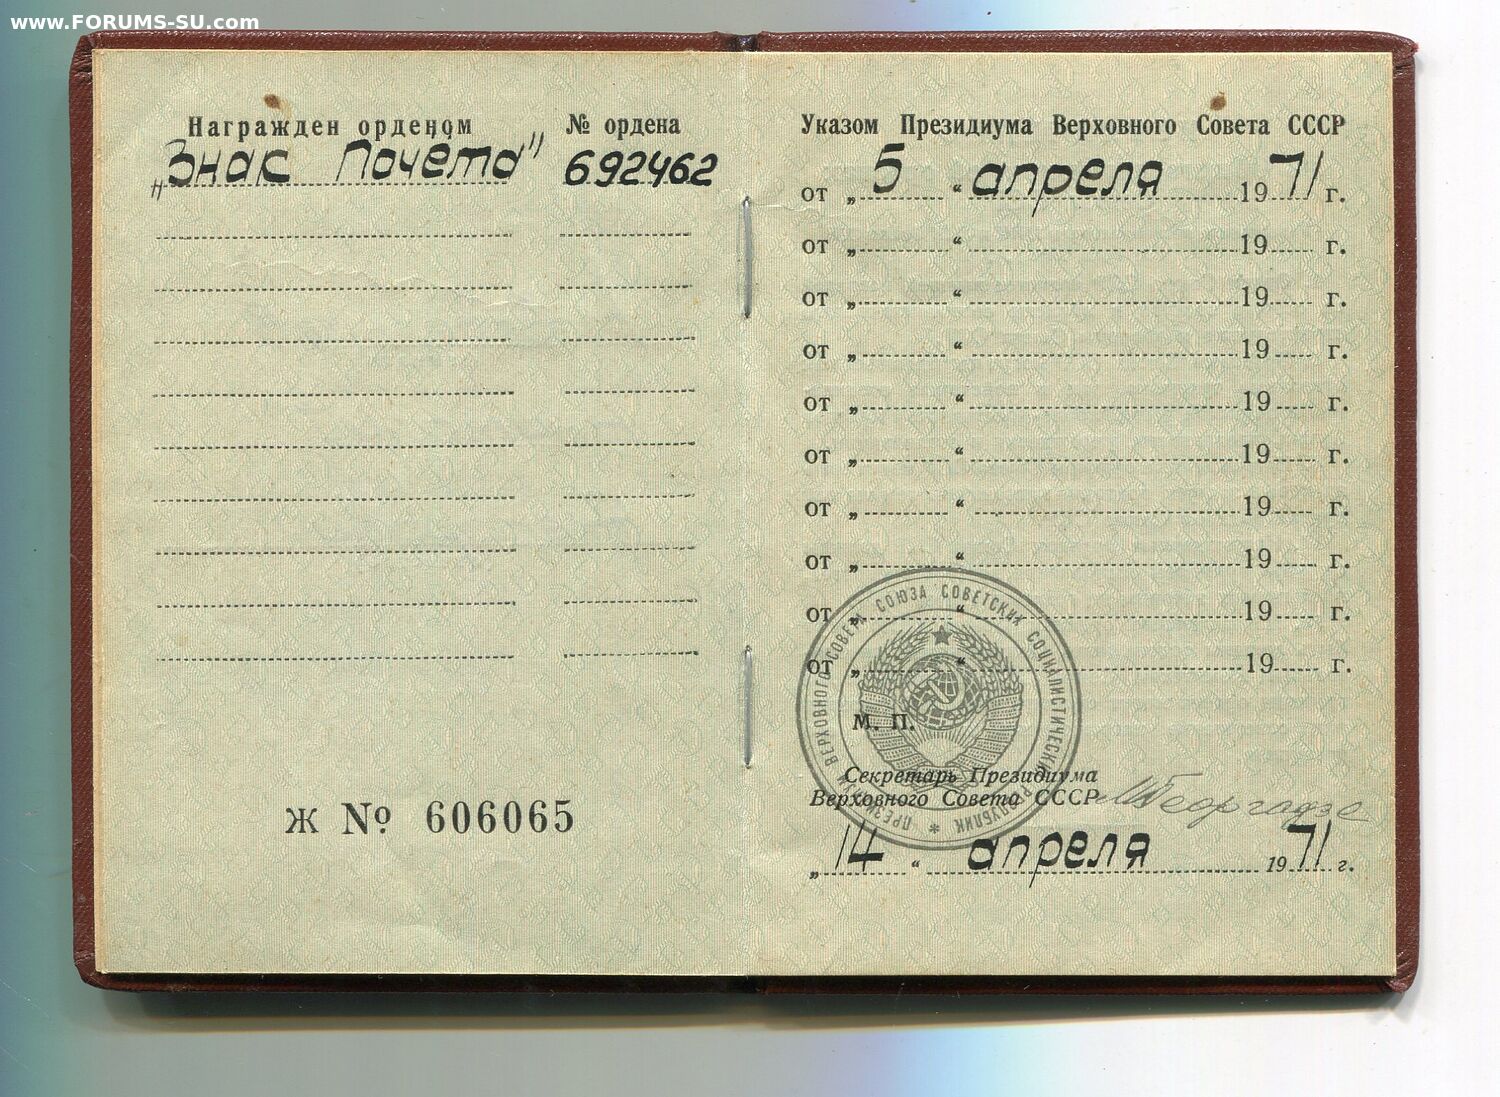 www.FORUMS-SU.com
Награжден орденом № ордена
„Знак Почёта" 692462
Ж № 606065
Указом Президиума Верховного Совета СССР
от „ 5 “ апреля 1971 г.
от „ “ 19 г.
от „ “ 19 г.
от „ “ 19 г.
от „ “ 19 г.
от „ “ 19 г.
от „ “ 19 г.
от „ “ 19 г.
от „ “ 19 г.
от „ “ 19 г.
М. П.
ПРЕЗИДИУМ ВЕРХОВНОГО СОВЕТА СОЮЗА СОВЕТСКИХ СОЦИАЛИСТИЧЕСКИХ РЕСПУБЛИК *
Секретарь Президиума
Верховного Совета СССР МГеоргадзе
„ 14 “ апреля 1971 г.